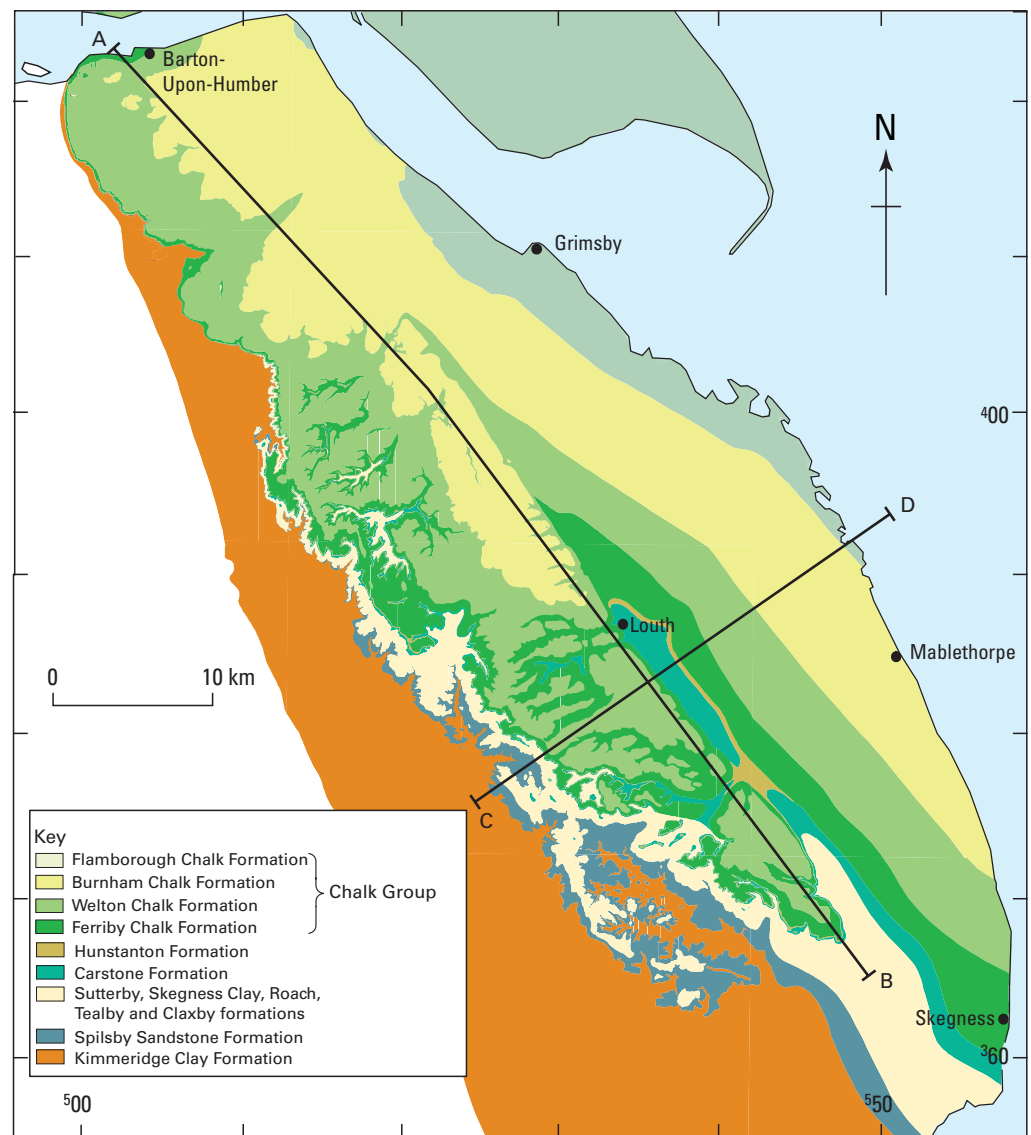 A
Barton-
Upon-Humber
N
Grimsby
⁴00
D
Louth
Mablethorpe
0 10 km
C
Key
Flamborough Chalk Formation
Burnham Chalk Formation
Chalk Group
Welton Chalk Formation
Ferriby Chalk Formation
Hunstanton Formation
Carstone Formation
Sutterby, Skegness Clay, Roach,
Tealby and Claxby formations
Spilsby Sandstone Formation
Kimmeridge Clay Formation
B
Skegness
³60
⁵00
⁵50